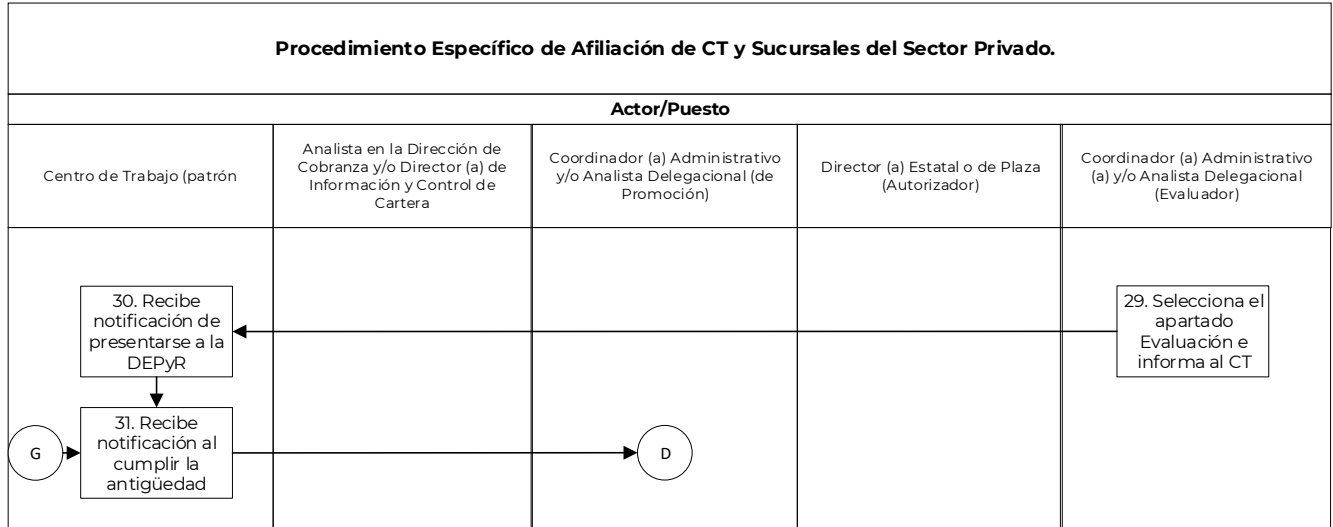 Procedimiento Específico de Afiliación de CT y Sucursales del Sector Privado.
Actor/Puesto
Centro de Trabajo (patrón
Analista en la Dirección de
Cobranza y/o Director (a) de
Información y Control de
Cartera
Coordinador (a) Administrativo
y/o Analista Delegacional (de
Promoción)
Director (a) Estatal o de Plaza
(Autorizador)
Coordinador (a) Administrativo
(a) y/o Analista Delegacional
(Evaluador)
30. Recibe
notificación de
presentarse a la
DEPyR
29. Selecciona el
apartado
Evaluación e
informa al CT
G
31. Recibe
notificación al
cumplir la
antigüedad
D